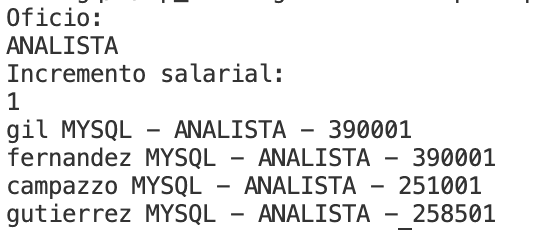 Oficio:
ANALISTA
Incremento salarial:
1
gil MYSQL – ANALISTA – 390001
fernandez MYSQL – ANALISTA – 390001
campazzo MYSQL – ANALISTA – 251001
gutierrez MYSQL – ANALISTA – 258501